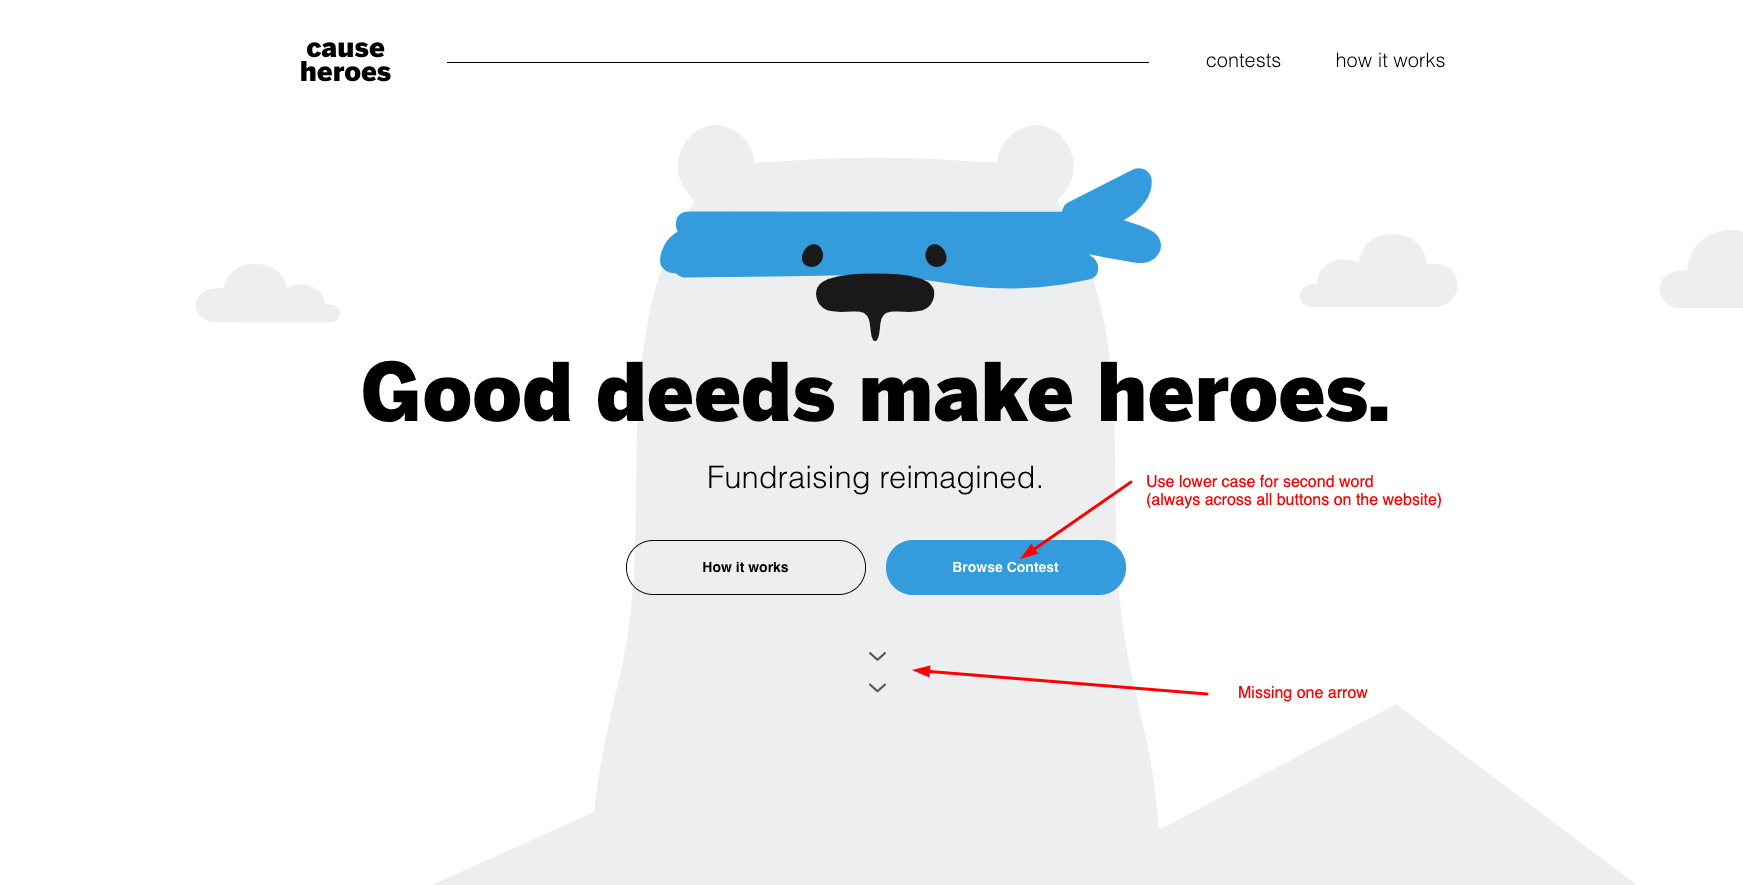 cause
heroes
contests
how it works
Good deeds make heroes.
Fundraising reimagined.
Use lower case for second word
(always across all buttons on the website)
How it works
Browse Contest
Missing one arrow